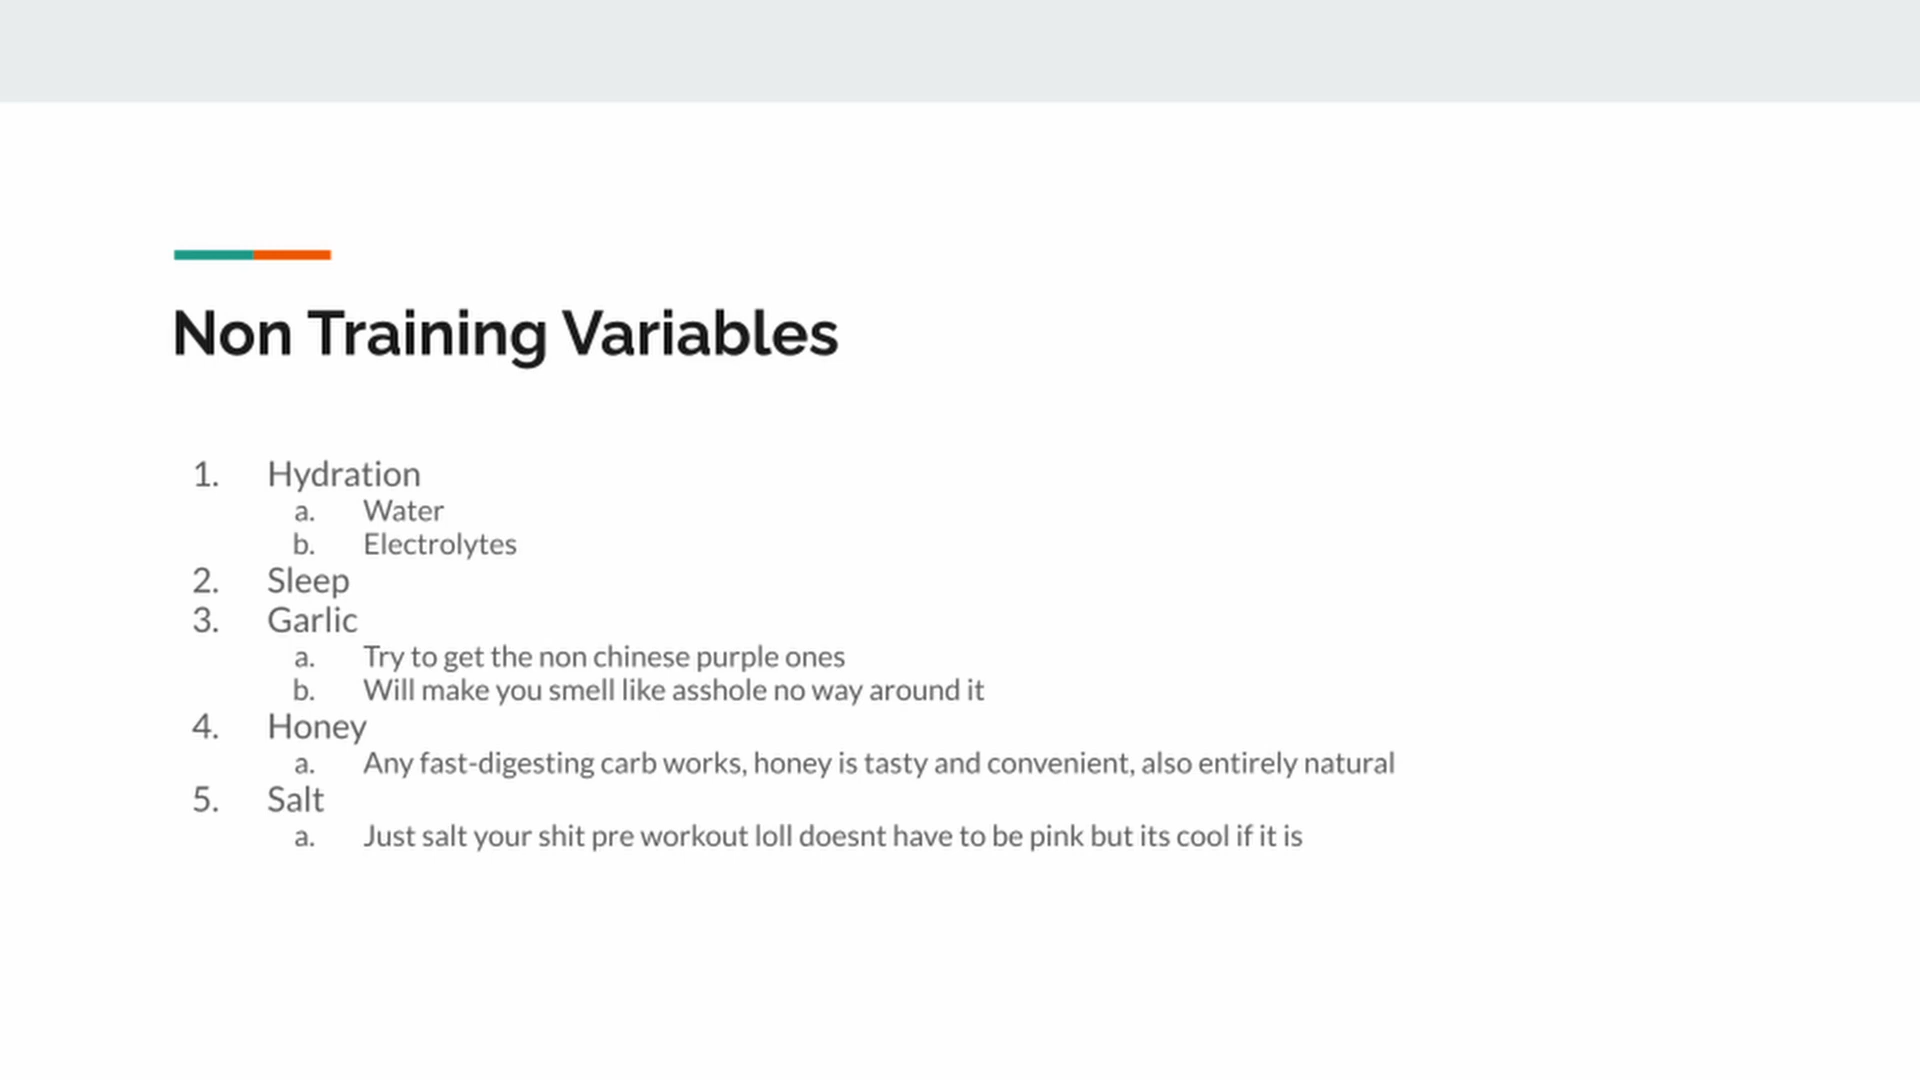 Non Training Variables
1. Hydration
a. Water
b. Electrolytes
2. Sleep
3. Garlic
a. Try to get the non chinese purple ones
b. Will make you smell like asshole no way around it
4. Honey
a. Any fast-digesting carb works, honey is tasty and convenient, also entirely natural
5. Salt
a. Just salt your shit pre workout loll doesnt have to be pink but its cool if it is